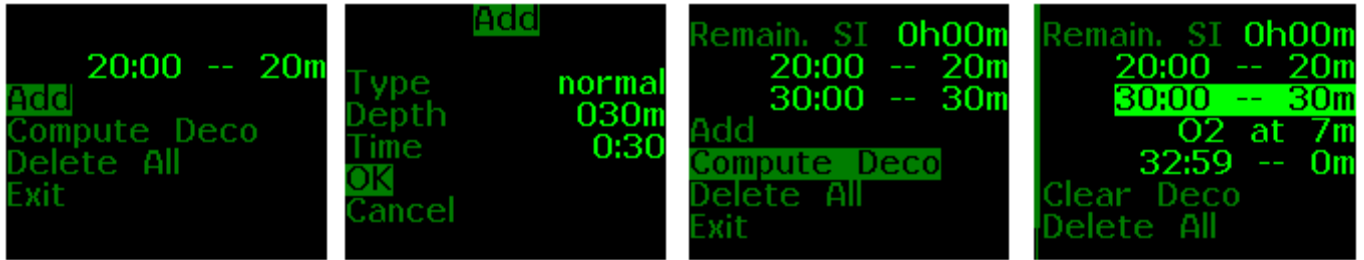 20:00 -- 20m
Add
Compute Deco
Delete All
Exit
Add
Type normal
Depth 030m
Time 0:30
OK
Cancel
Remain. SI 0h00m
20:00 -- 20m
30:00 -- 30m
Add
Compute Deco
Delete All
Exit
Remain. SI 0h00m
20:00 -- 20m
30:00 -- 30m
O2 at 7m
32:59 -- 0m
Clear Deco
Delete All